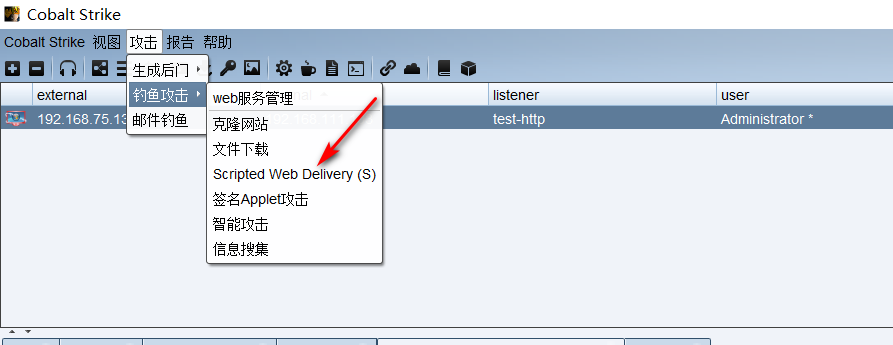 Cobalt Strike
Cobalt Strike 视图 攻击 报告 帮助
生成后门
external listener user
钓鱼攻击 web服务管理
192.168.75.13 test-http Administrator *
邮件钓鱼 克隆网站
文件下载
Scripted Web Delivery (S)
签名Applet攻击
智能攻击
信息搜集